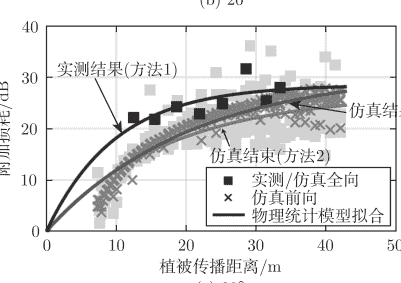 (b) 20
40
30
20
10
0
附加损耗/dB
实测结果(方法1)
仿真结
仿真结束(方法2)
实测/仿真全向
仿真前向
物理统计模型拟合
0 10 20 30 40 50
植被传播距离/m